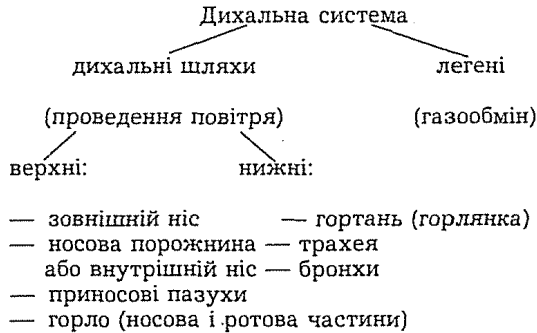 Дихальна система
дихальні шляхи легені
(проведення повітря) (газообмін)
верхні: нижні:
— зовнішній ніс — гортань (горлянка)
— носова порожнина — трахея
або внутрішній ніс — бронхи
— приносові пазухи
— горло (носова і ротова частини)